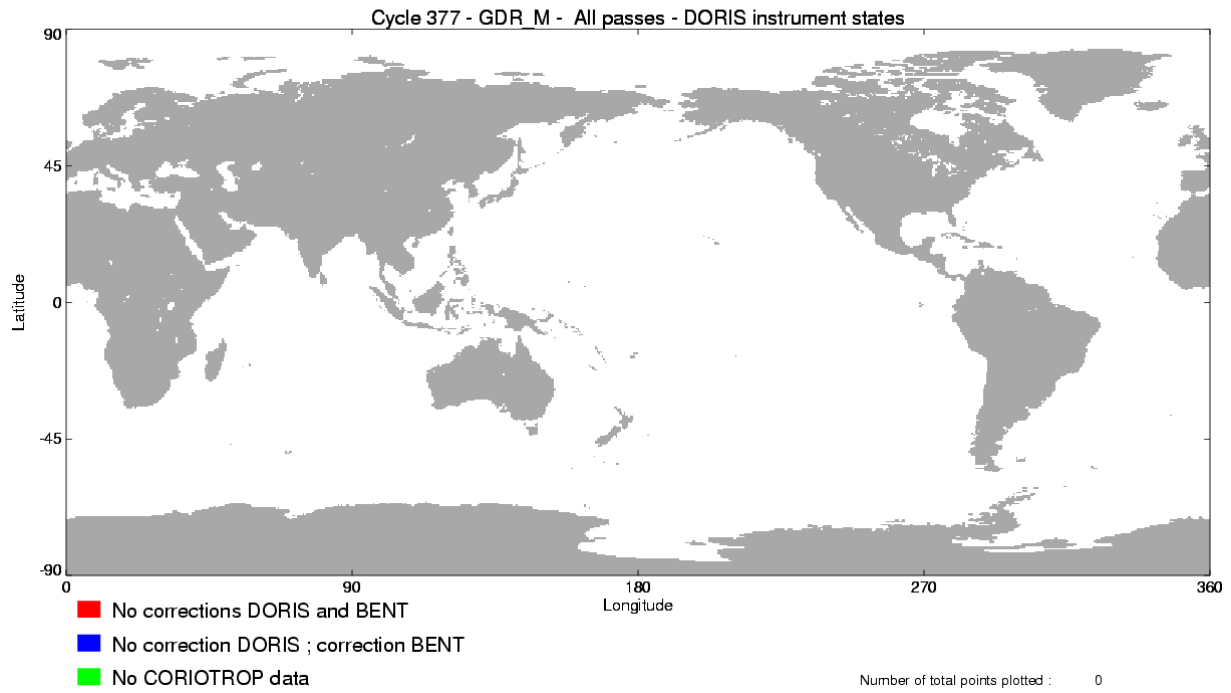 Cycle 377 - GDR_M - All passes - DORIS instrument states
90
45
0
-45
-90
Latitude
0 90 180 270 360
Longitude
No corrections DORIS and BENT
No correction DORIS ; correction BENT
No CORIOTROP data
Number of total points plotted : 0